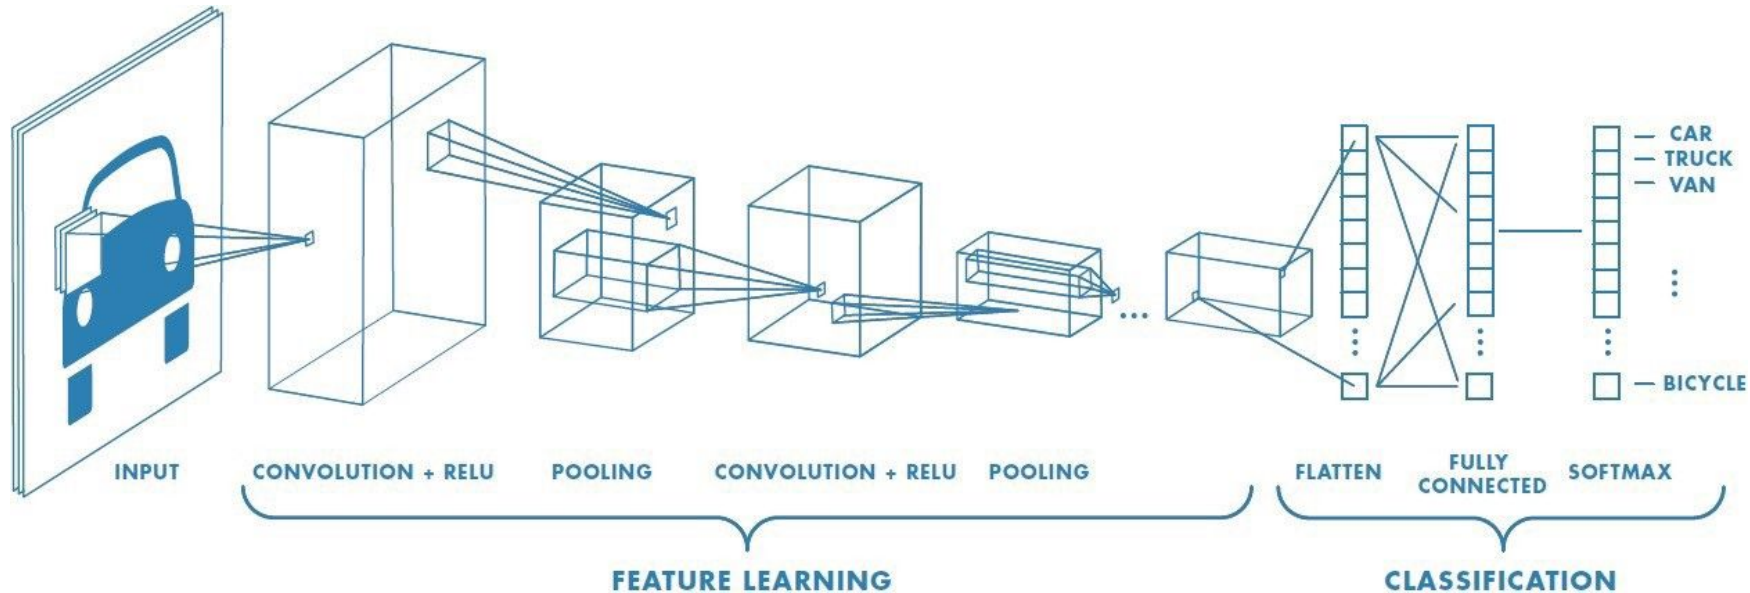 CAR
TRUCK
VAN
BICYCLE
INPUT
CONVOLUTION + RELU
POOLING
CONVOLUTION + RELU
POOLING
FLATTEN
FULLY
CONNECTED
SOFTMAX
FEATURE LEARNING
CLASSIFICATION